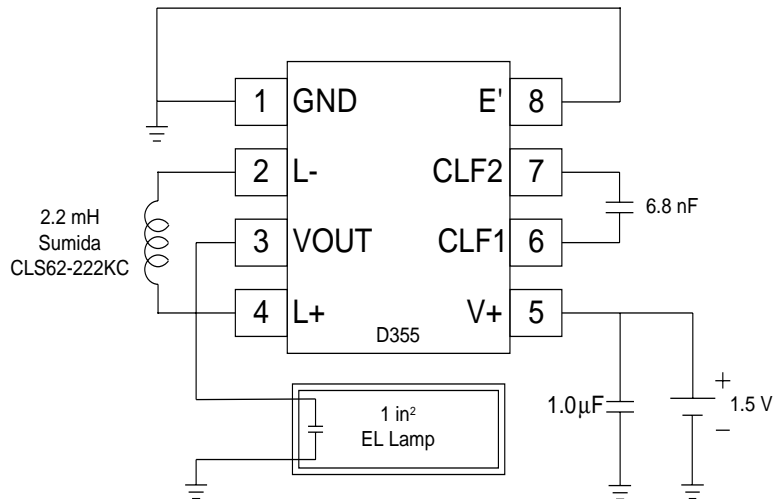 1 GND E' 8
2 L- CLF2 7
2.2 mH
Sumida
CLS62-222KC
6.8 nF
3 VOUT CLF1 6
4 L+ V+ 5
D355
1 in²
EL Lamp
1.0µF
+
1.5 V
−